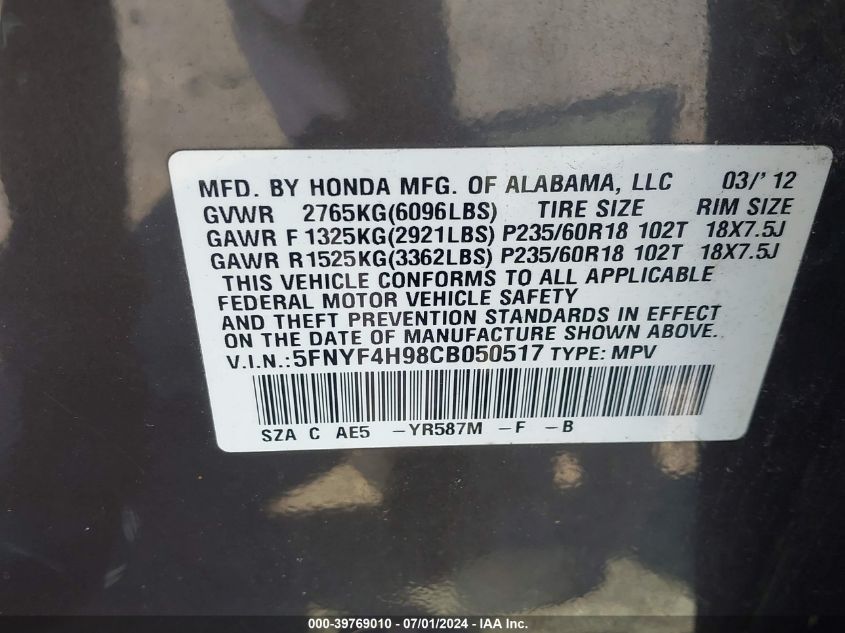 MFD. BY HONDA MFG. OF ALABAMA, LLC 03/'12
GVWR 2765KG(6096LBS) TIRE SIZE RIM SIZE
GAWR F 1325KG(2921LBS) P235/60R18 102T 18X7.5J
GAWR R 1525KG(3362LBS) P235/60R18 102T 18X7.5J
THIS VEHICLE CONFORMS TO ALL APPLICABLE
FEDERAL MOTOR VEHICLE SAFETY
AND THEFT PREVENTION STANDARDS IN EFFECT
ON THE DATE OF MANUFACTURE SHOWN ABOVE.
V.I.N.:5FNYF4H98CB050517 TYPE: MPV
SZA C AE5 -YR587M -F -B
000-39769010 / 07/01/2024 - IAA Inc.